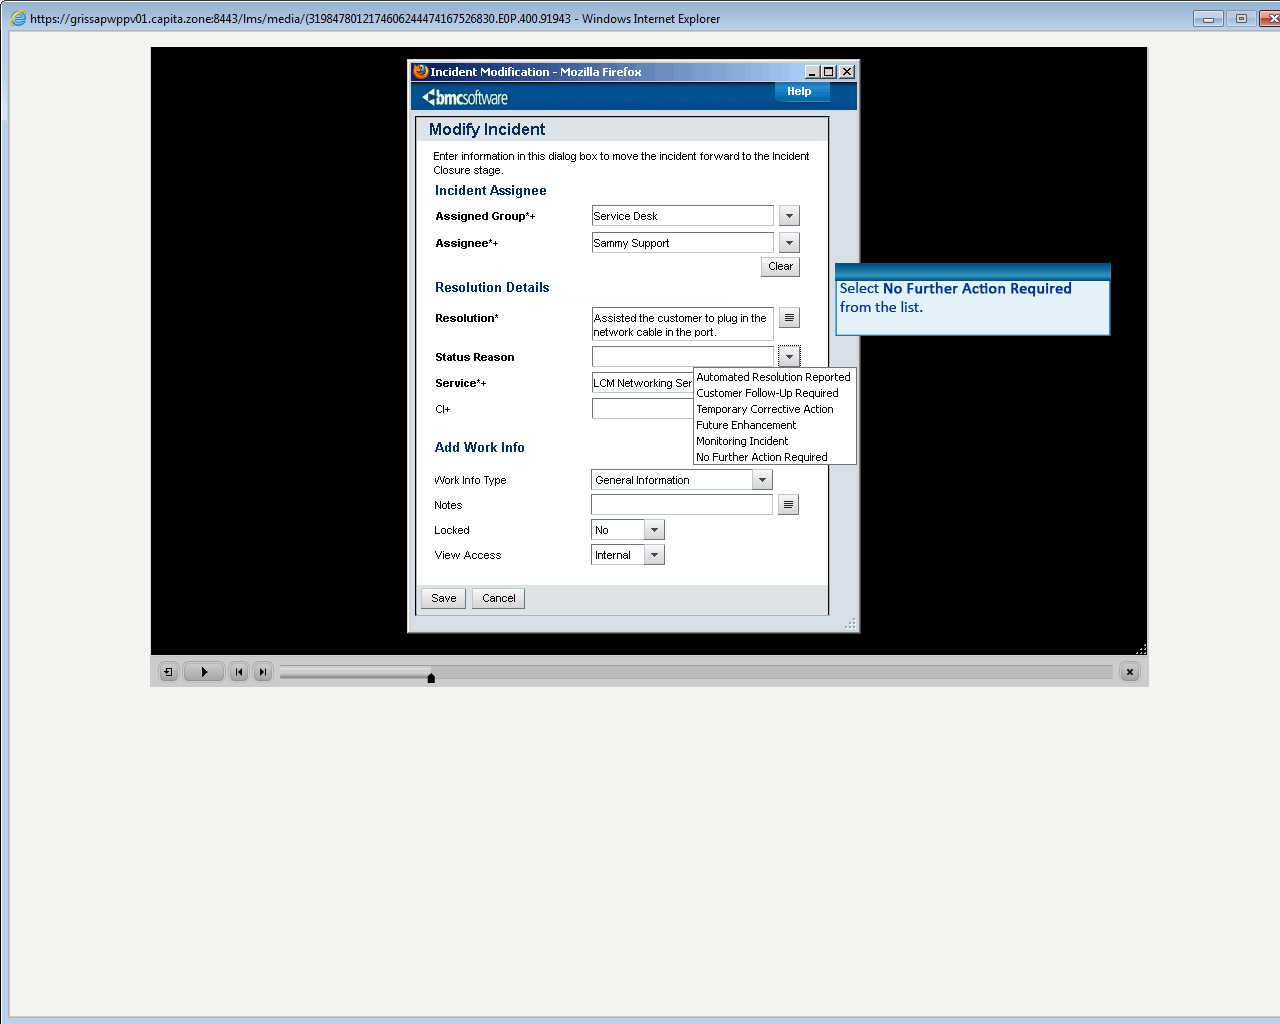 https://grissapwppv01.capita.zone:8443/lms/media/(3198478012174606244474167526830.E0P.400.91943 - Windows Internet Explorer
Incident Modification - Mozilla Firefox
bmcsoftware
Help
Modify Incident
Enter information in this dialog box to move the incident forward to the Incident
Closure stage.
Incident Assignee
Assigned Group*+
Service Desk
Assignee*+
Sammy Support
Clear
Select No Further Action Required
from the list.
Resolution Details
Resolution*
Assisted the customer to plug in the
network cable in the port.
Status Reason
Automated Resolution Reported
Customer Follow-Up Required
Temporary Corrective Action
Future Enhancement
Monitoring Incident
No Further Action Required
Service*+
LCM Networking Ser
CI+
Add Work Info
Work Info Type
General Information
Notes
Locked
No
View Access
Internal
Save
Cancel